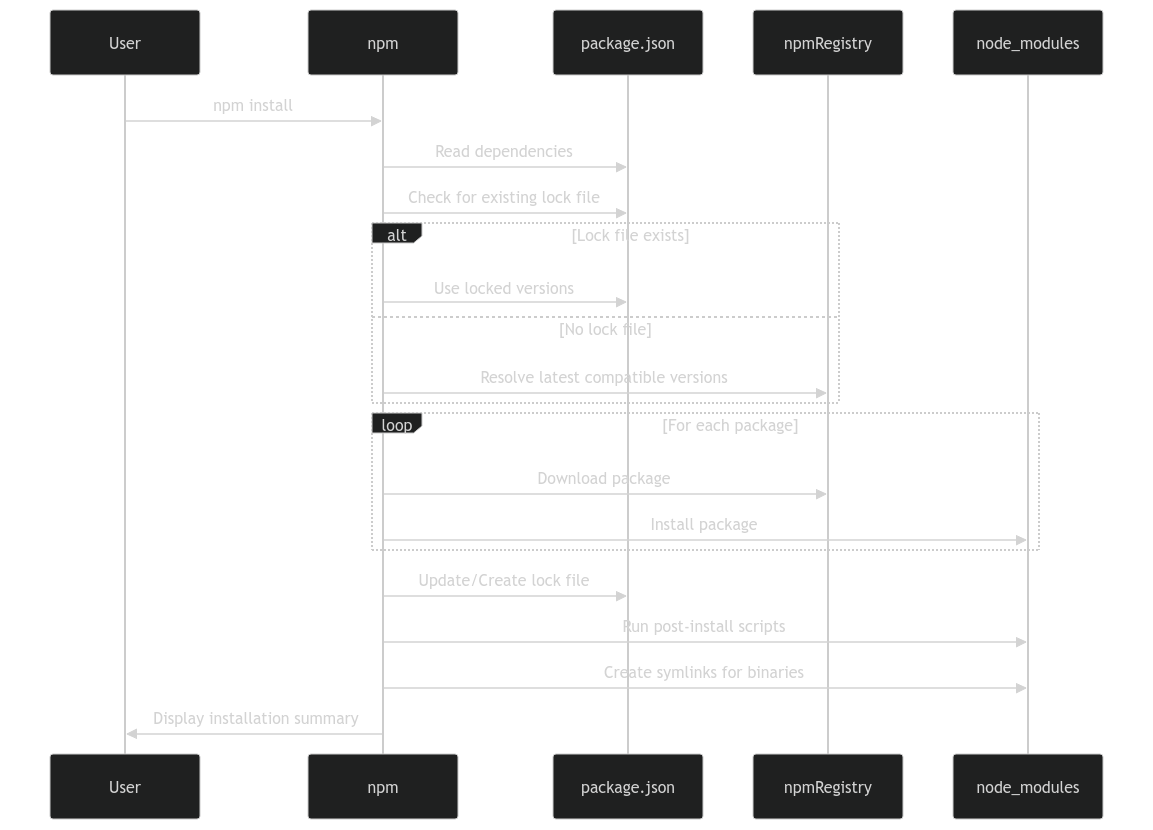 User
npm
package.json
npmRegistry
node_modules
npm install
Read dependencies
Check for existing lock file
alt
[Lock file exists]
Use locked versions
[No lock file]
Resolve latest compatible versions
loop
[For each package]
Download package
Install package
Update/Create lock file
Run post-install scripts
Create symlinks for binaries
Display installation summary
User
npm
package.json
npmRegistry
node_modules